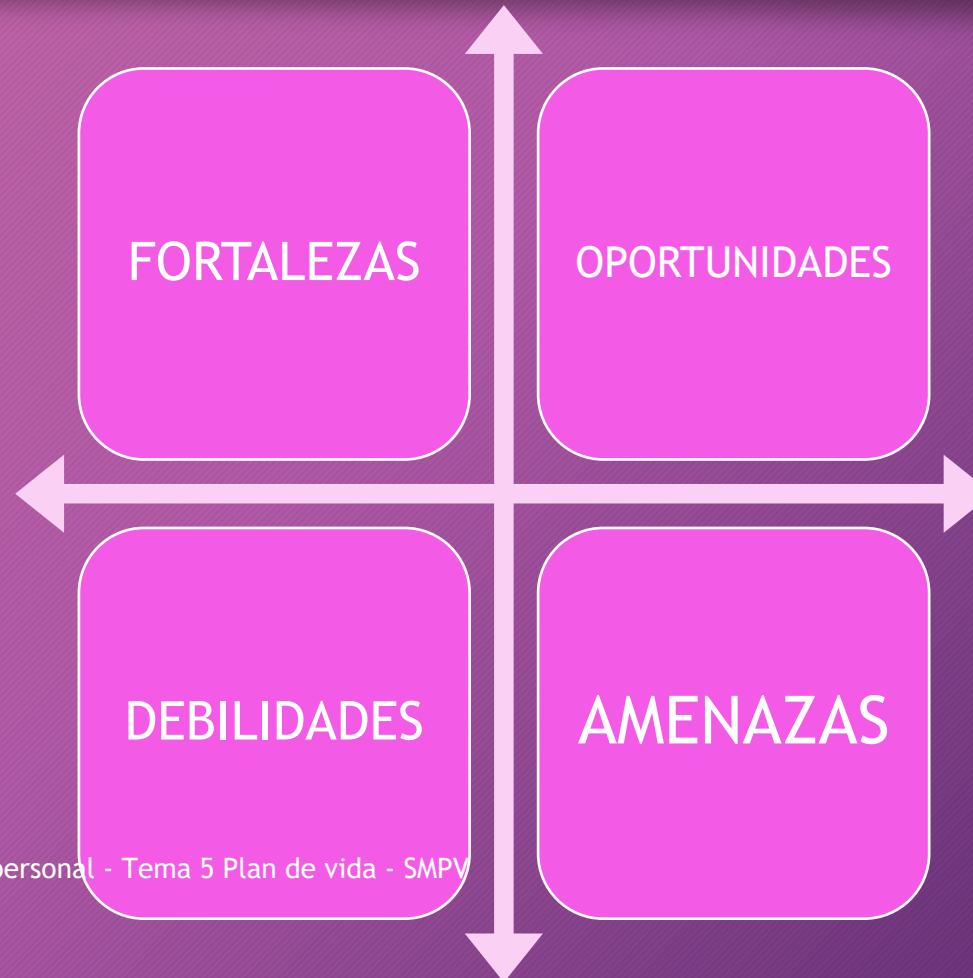 FORTALEZAS
OPORTUNIDADES
DEBILIDADES
AMENAZAS
personal - Tema 5 Plan de vida - SMPV